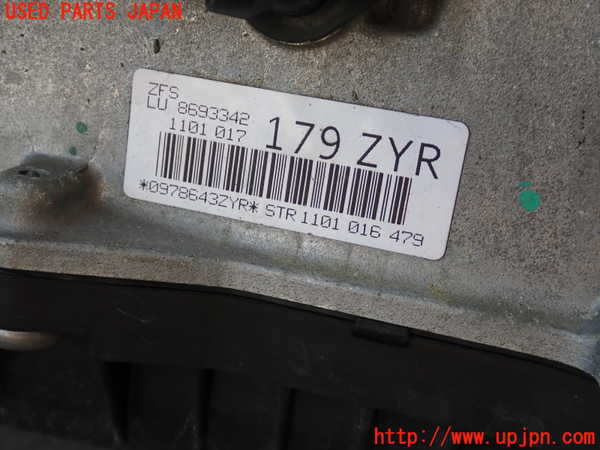 USED PARTS JAPAN
ZFS
LU 8693342
1101 017 179 ZYR
*0978643ZYR* STR 1101 016 479
http://www.upjpn.com/